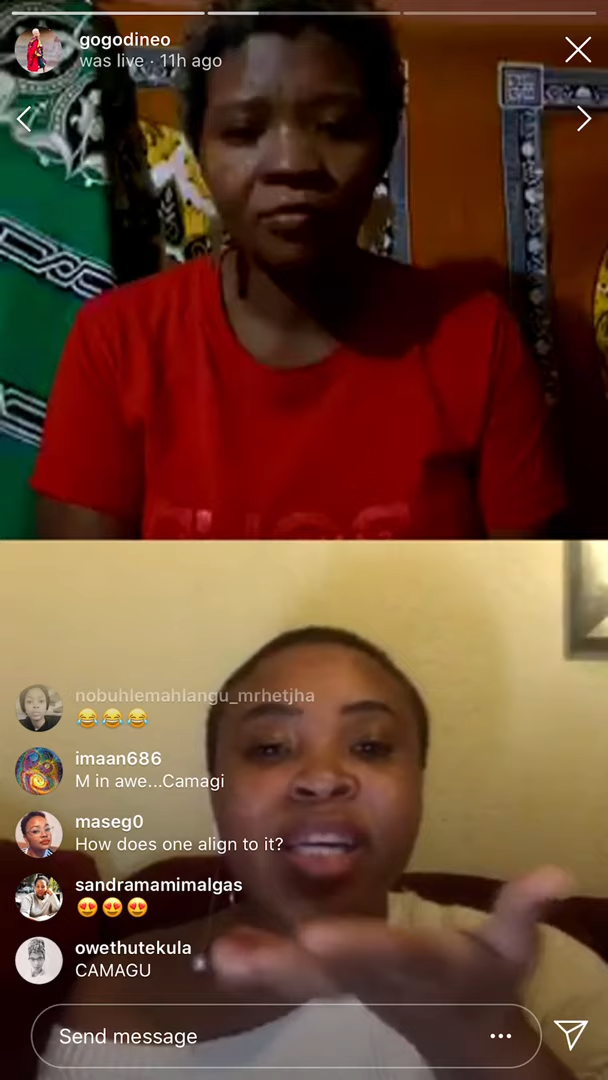 gogodineo
was live · 11h ago
nobuhlemahlangu_mrhetjha
😂😂😂
imaan686
M in awe...Camagi
maseg0
How does one align to it?
sandramamimalgas
😍😍😍
owethutekula
CAMAGU
Send message